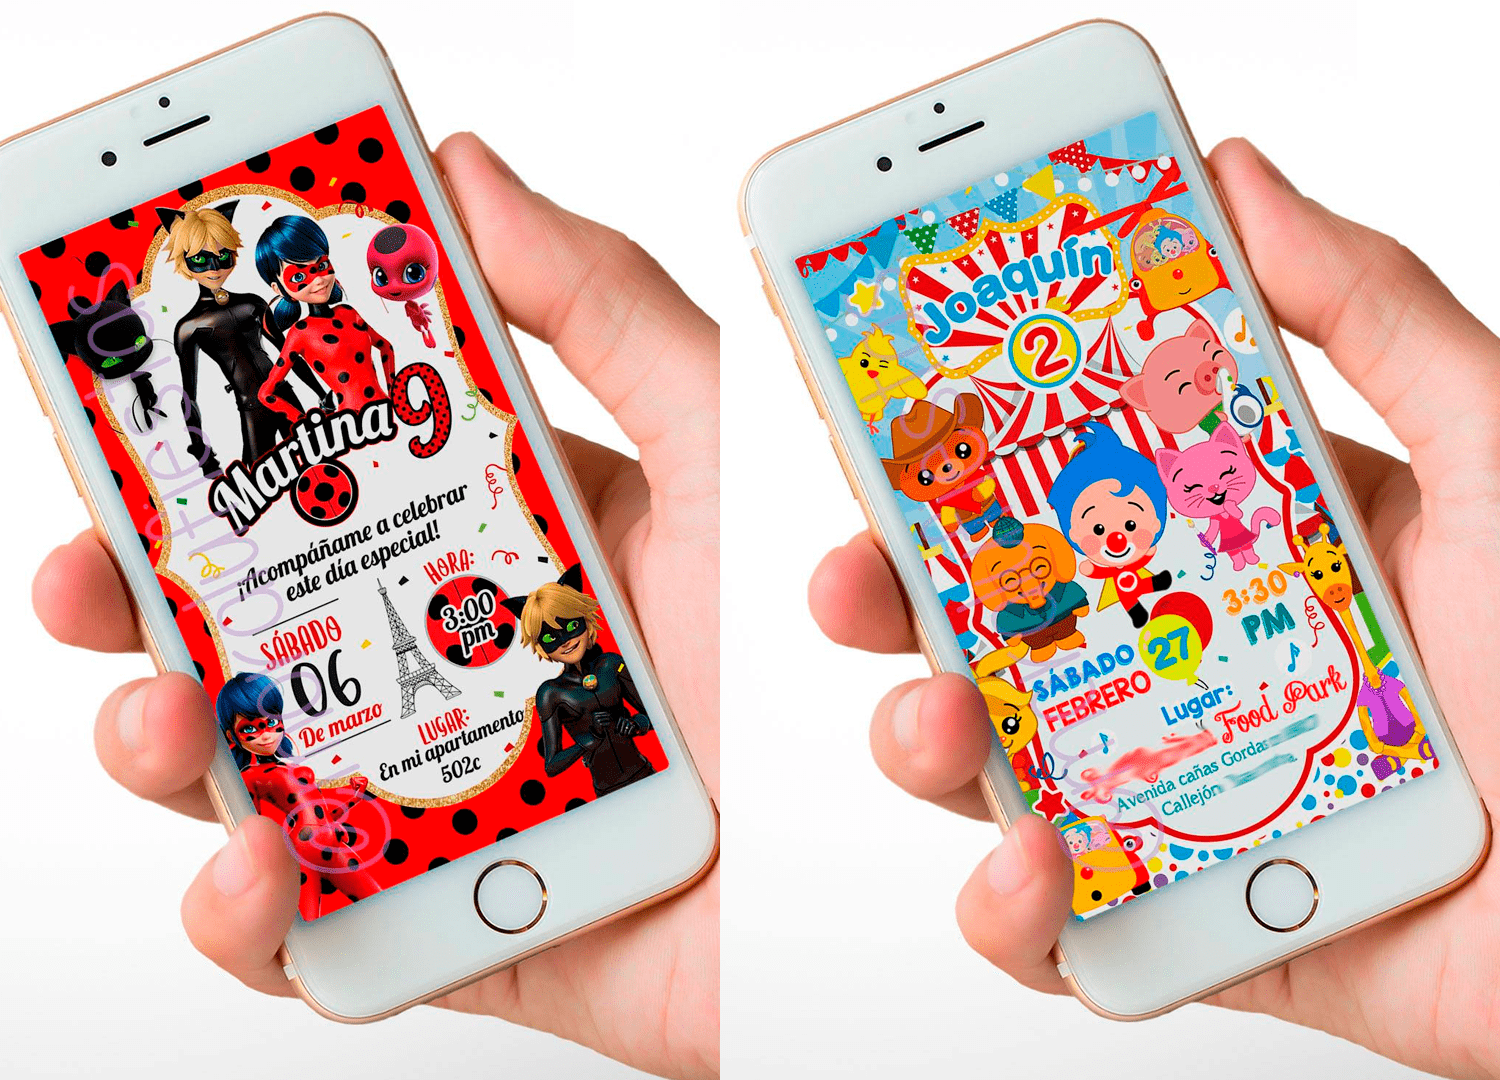 Martina 9
¡Acompáñame a celebrar
este día especial!
SÁBADO
06
De marzo
HORA:
3:00
pm
LUGAR:
En mi apartamento
502c
Joaquín
2
3:30
PM
SÁBADO 27
FEBRERO
Lugar:
Food Park
Avenida cañas Gordas
Callejón